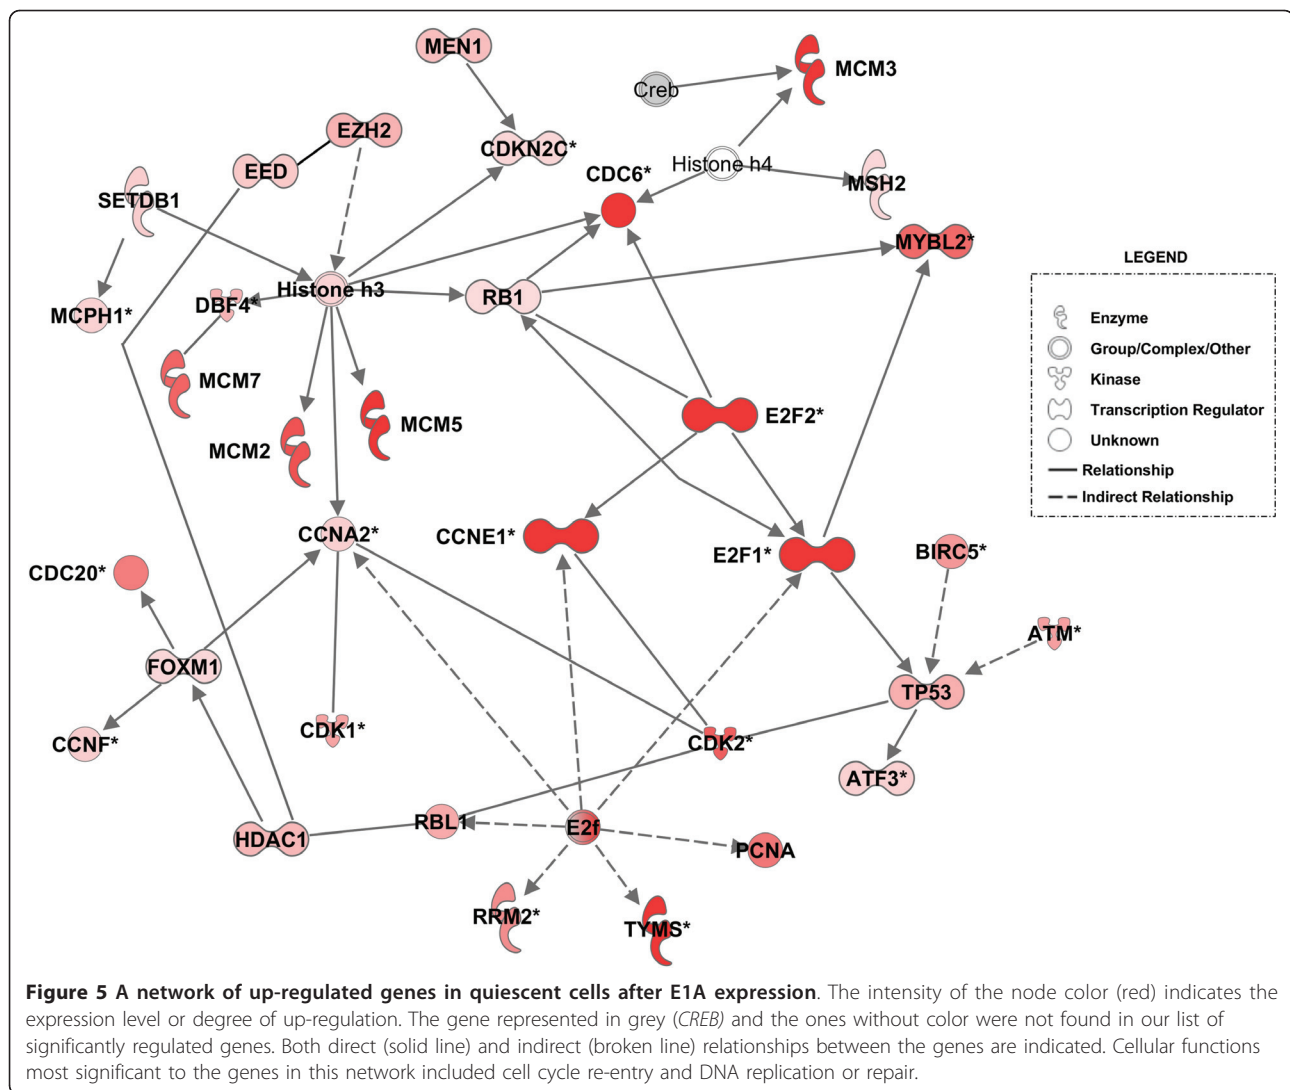 MEN1
MCM3
Creb
EZH2
CDKN2C*
Histone h4
EED
CDC6*
MSH2
SETDB1
MYBL2*
LEGEND
Histone h3
RB1
DBF4*
MCPH1*
Enzyme
Group/Complex/Other
MCM7
Kinase
MCM5
E2F2*
Transcription Regulator
MCM2
Unknown
Relationship
Indirect Relationship
CCNA2*
CCNE1*
E2F1*
BIRC5*
CDC20*
ATM*
FOXM1
TP53
CDK1*
CCNF*
CDK2*
ATF3*
HDAC1
RBL1
E2f
PCNA
RRM2*
TYMS*
Figure 5 A network of up-regulated genes in quiescent cells after E1A expression. The intensity of the node color (red) indicates the
expression level or degree of up-regulation. The gene represented in grey (CREB) and the ones without color were not found in our list of
significantly regulated genes. Both direct (solid line) and indirect (broken line) relationships between the genes are indicated. Cellular functions
most significant to the genes in this network included cell cycle re-entry and DNA replication or repair.